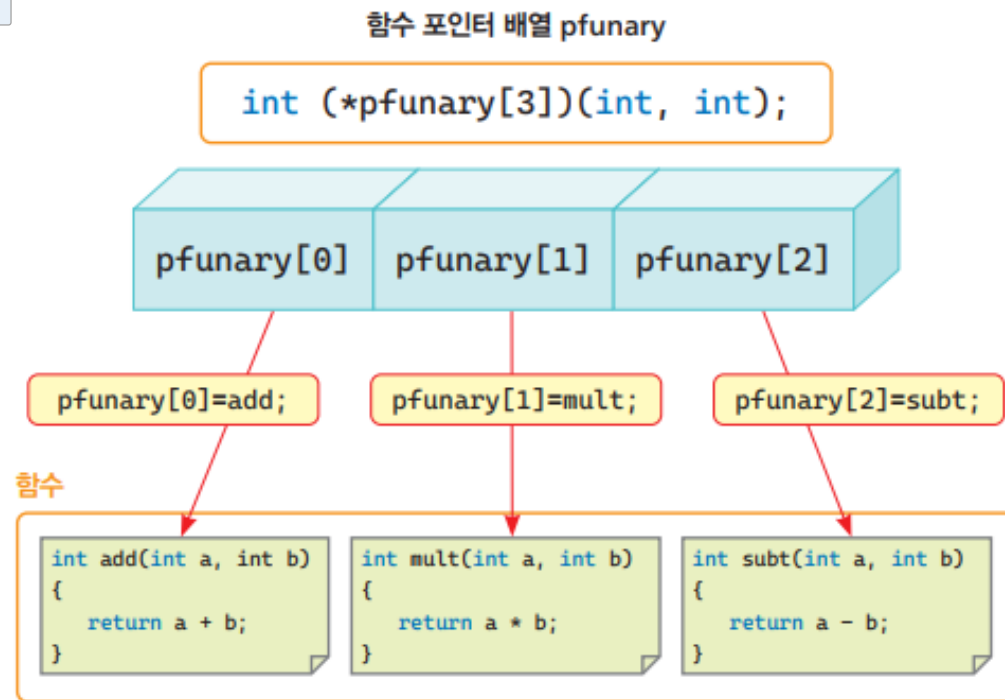 함수 포인터 배열 pfunary
int (*pfunary[3])(int, int);
pfunary[0] pfunary[1] pfunary[2]
pfunary[0]=add; pfunary[1]=mult; pfunary[2]=subt;
함수
int add(int a, int b)
{
return a + b;
}
int mult(int a, int b)
{
return a * b;
}
int subt(int a, int b)
{
return a - b;
}